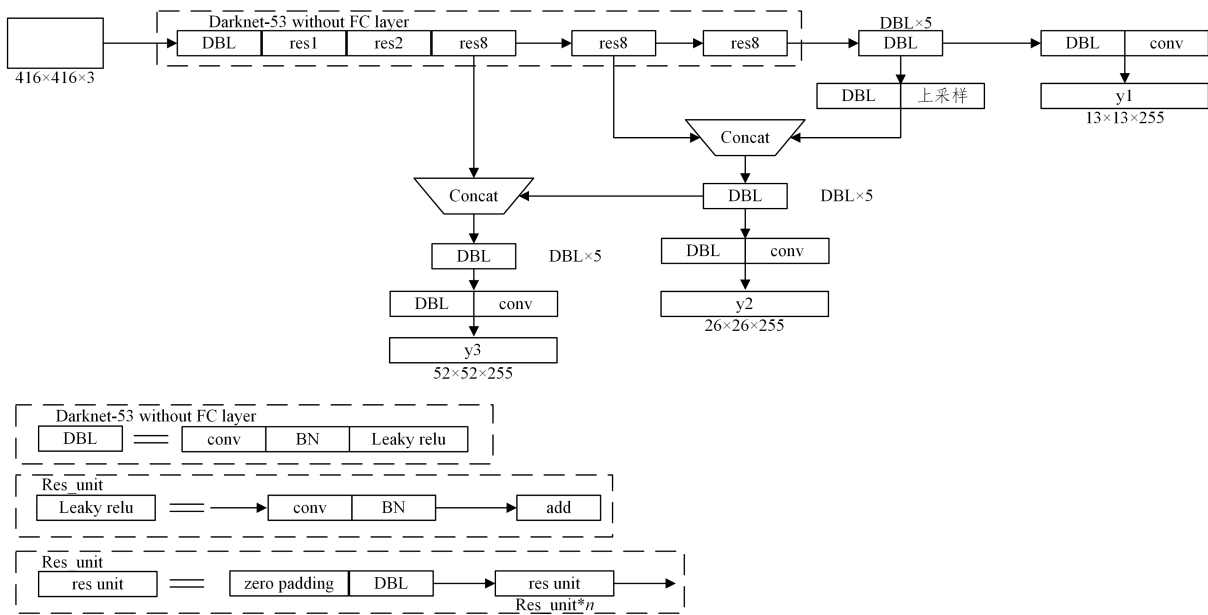 Darknet-53 without FC layer
DBL res1 res2 res8 res8 res8
DBL×5
DBL
DBL conv
416×416×3
DBL 上采样
y1
13×13×255
Concat
Concat
DBL
DBL×5
DBL
DBL×5
DBL conv
DBL conv
y2
26×26×255
y3
52×52×255
Darknet-53 without FC layer
DBL conv BN Leaky relu
Res_unit
Leaky relu conv BN add
Res_unit
res unit zero padding DBL res unit
Res_unit*n